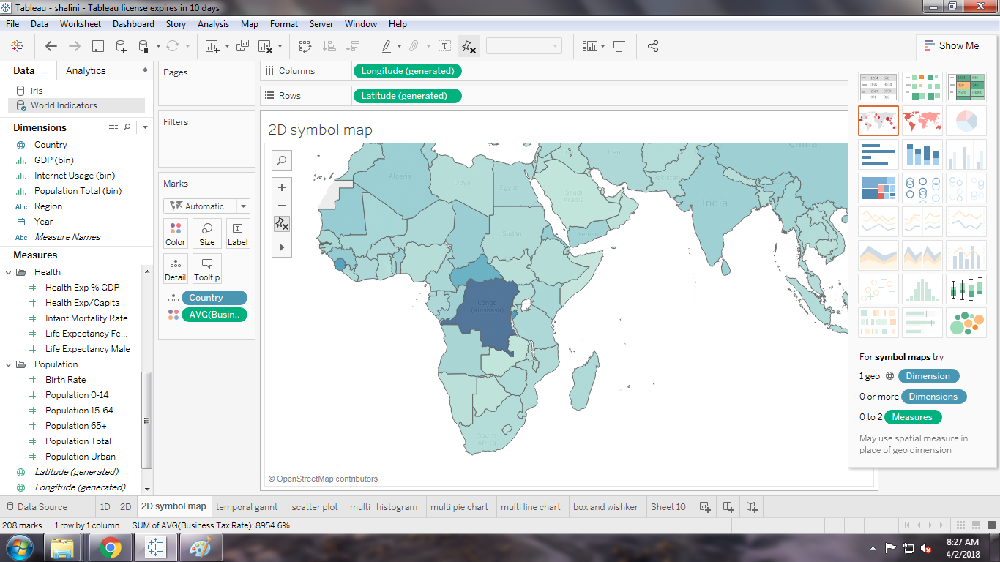 Tableau - shalini - Tableau license expires in 10 days
File Data Worksheet Dashboard Story Analysis Map Format Server Window Help
Show Me
Data Analytics
iris
World Indicators
Dimensions
Country
GDP (bin)
Internet Usage (bin)
Population Total (bin)
Abc Region
Year
Abc Measure Names
Measures
Health
Health Exp % GDP
Health Exp/Capita
Infant Mortality Rate
Life Expectancy Fe...
Life Expectancy Male
Population
Birth Rate
Population 0-14
Population 15-64
Population 65+
Population Total
Population Urban
Latitude (generated)
Longitude (generated)
Pages
Filters
Marks
Automatic
Color Size Label
Detail Tooltip
Country
AVG(Busin..
Columns Longitude (generated)
Rows Latitude (generated)
2D symbol map
Algeria
Libya
Egypt
Saudi
Arabia
Iran
Pakistan
China
India
Sudan
Yemen
Congo
(Kinshasa)
South
Africa
© OpenStreetMap contributors
For symbol maps try
1 geo Dimension
0 or more Dimensions
0 to 2 Measures
May use spatial measure in
place of geo dimension
Data Source 1D 2D 2D symbol map temporal gannt scatter plot multi histogram multi pie chart multi line chart box and wishker Sheet 10
208 marks 1 row by 1 column SUM of AVG(Business Tax Rate): 8954.6%
8:27 AM
4/2/2018